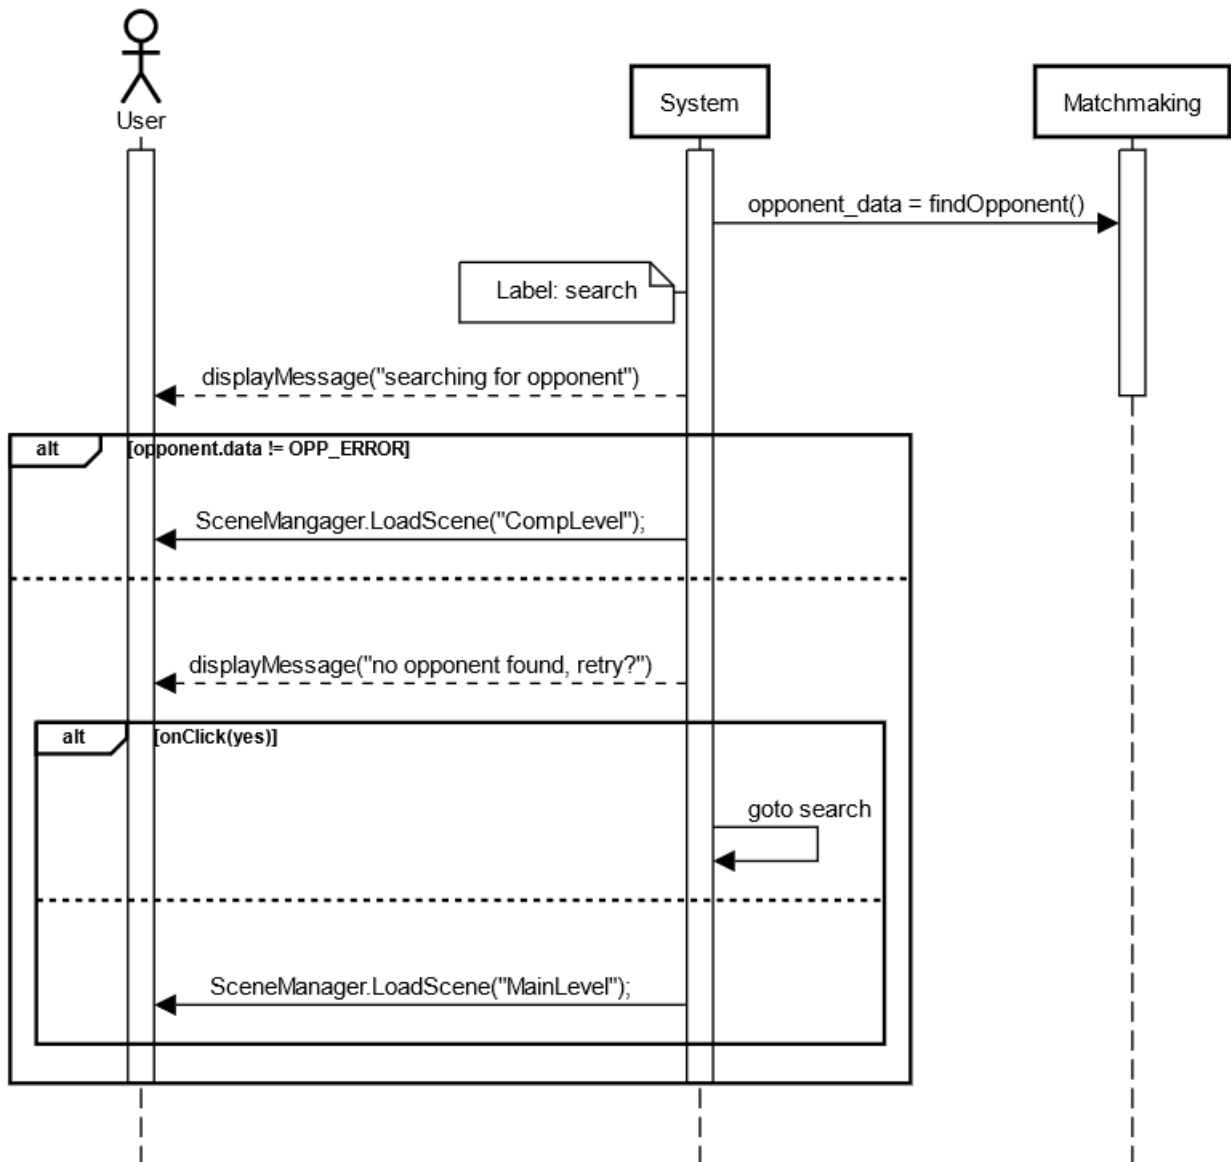 User
System
Matchmaking
opponent_data = findOpponent()
Label: search
displayMessage("searching for opponent")
alt
[opponent.data != OPP_ERROR]
SceneMangager.LoadScene("CompLevel");
displayMessage("no opponent found, retry?")
alt
[onClick(yes)]
goto search
SceneManager.LoadScene("MainLevel");